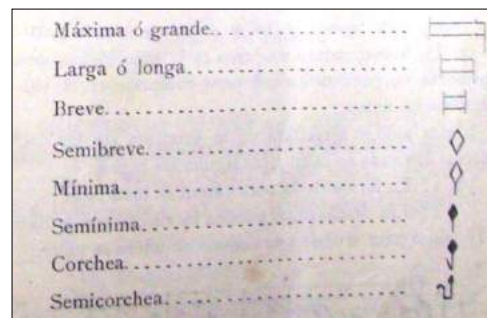 Máxima ó grande..
Larga ó longa
Breve
Semibreve
Mínima
Semínima
Corchea
Semicorchea